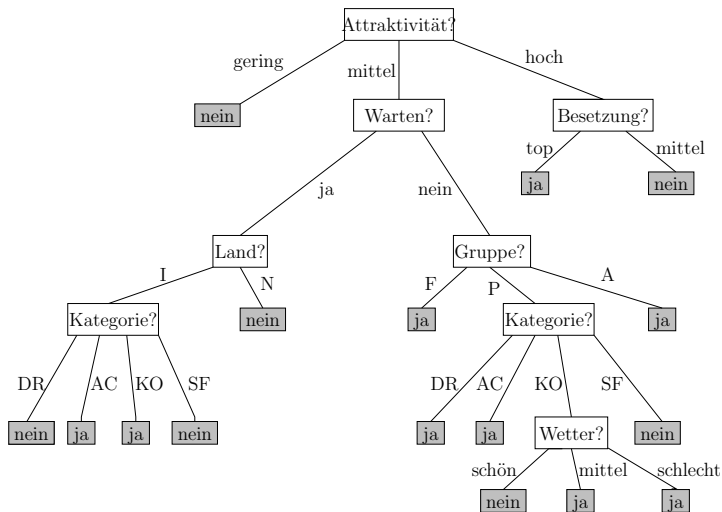 Attraktivität?
gering
mittel
hoch
nein
Warten?
Besetzung?
top
mittel
ja
nein
ja
nein
Land?
Gruppe?
I
N
F
P
A
Kategorie?
nein
ja
Kategorie?
ja
DR
AC
KO
SF
DR
AC
KO
SF
nein
ja
ja
nein
ja
ja
Wetter?
nein
schön
mittel
schlecht
nein
ja
ja